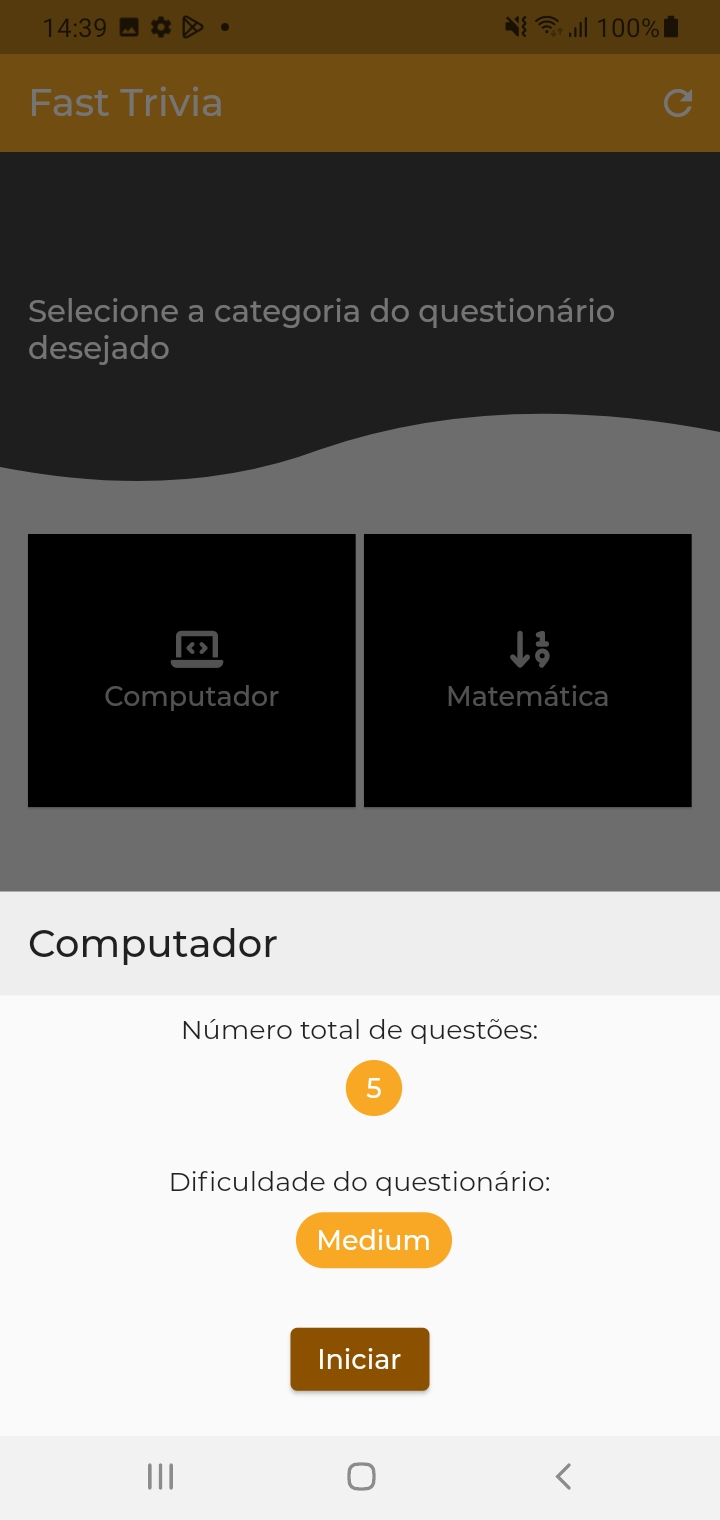 14:39
100%
Fast Trivia
Selecione a categoria do questionário
desejado
Computador
Matemática
Computador
Número total de questões:
5
Dificuldade do questionário:
Medium
Iniciar